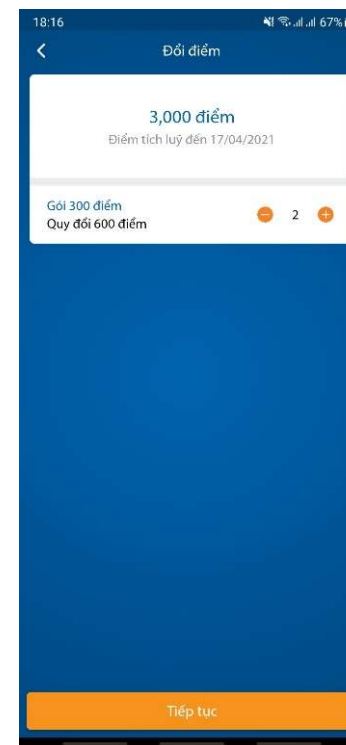 18:16 67%
Đổi điểm
3,000 điểm
Điểm tích luỹ đến 17/04/2021
Gói 300 điểm
Quy đổi 600 điểm
2
Tiếp tục